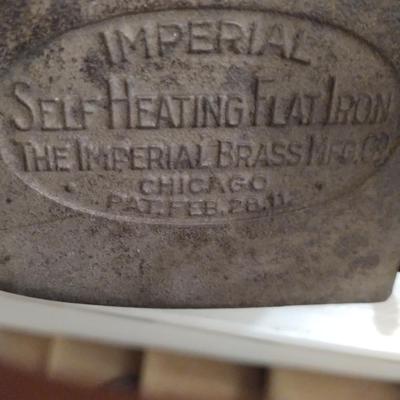 IMPERIAL
SELF HEATING FLAT IRON
THE IMPERIAL BRASS MFG. CO.
CHICAGO
PAT. FEB. 28. 11.